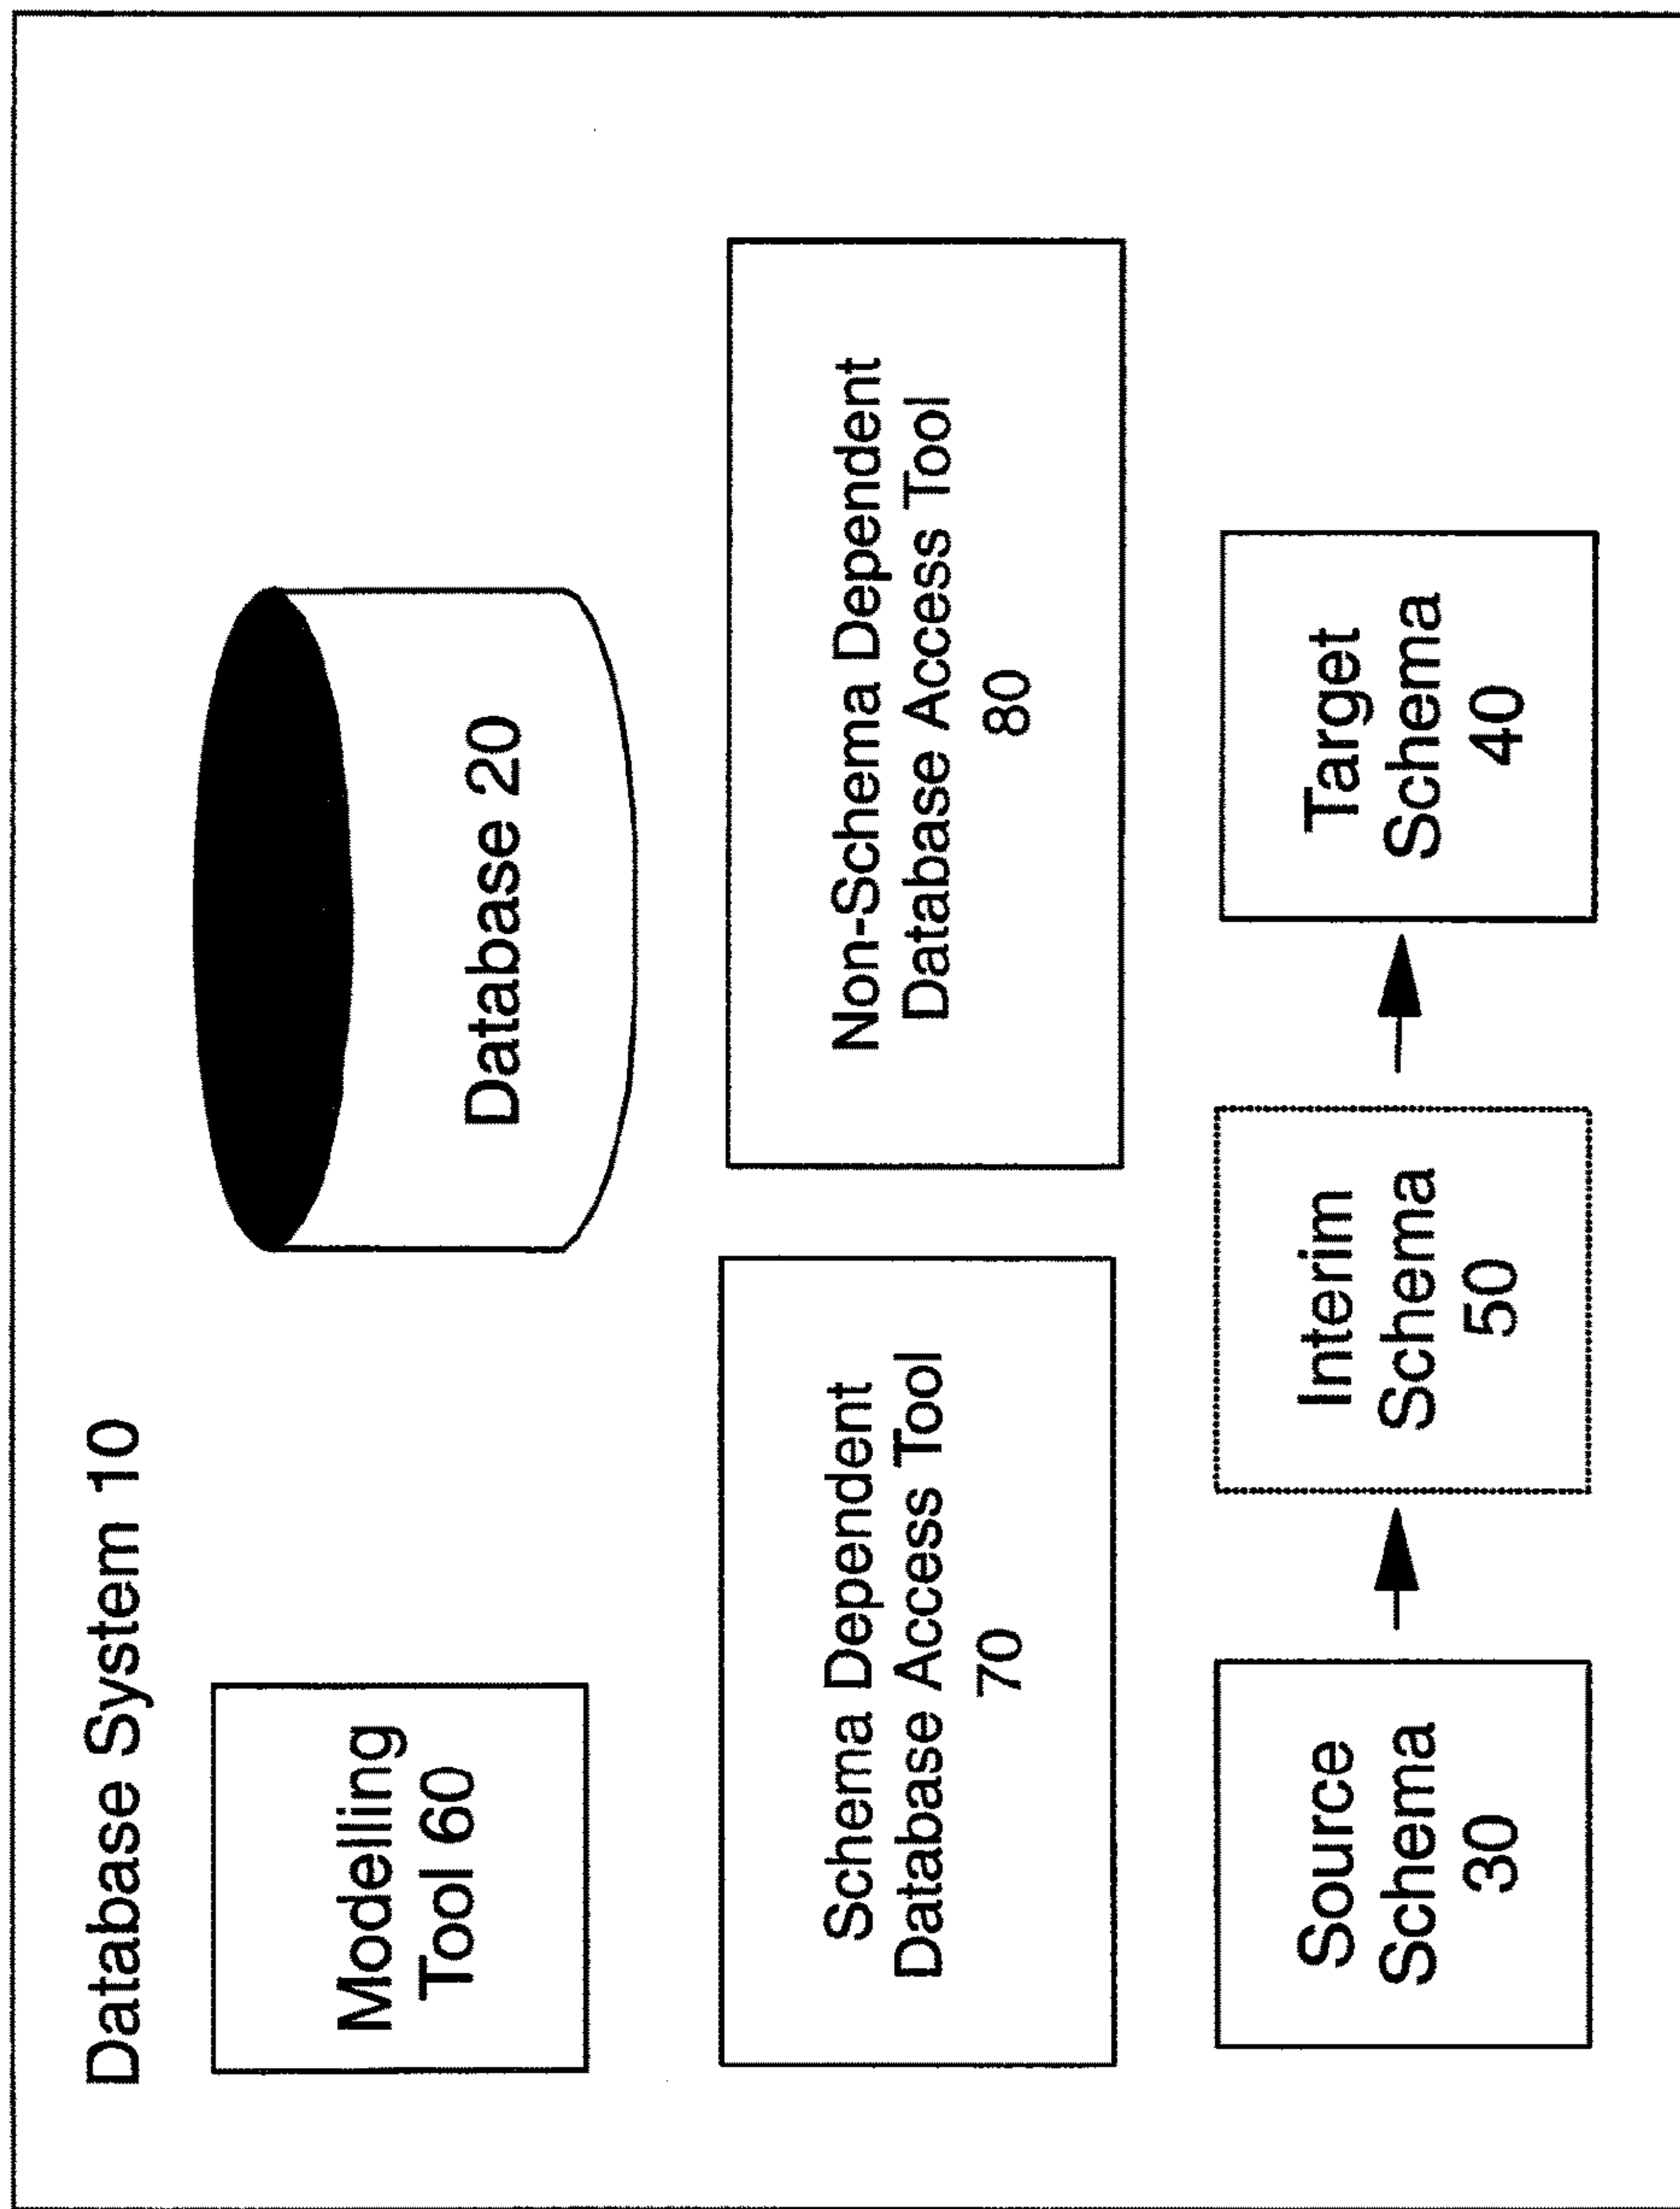 Database System 10
Modelling
Tool 60
Database 20
Schema Dependent
Database Access Tool
70
Non-Schema Dependent
Database Access Tool
80
Source
Schema
30
Interim
Schema
50
Target
Schema
40